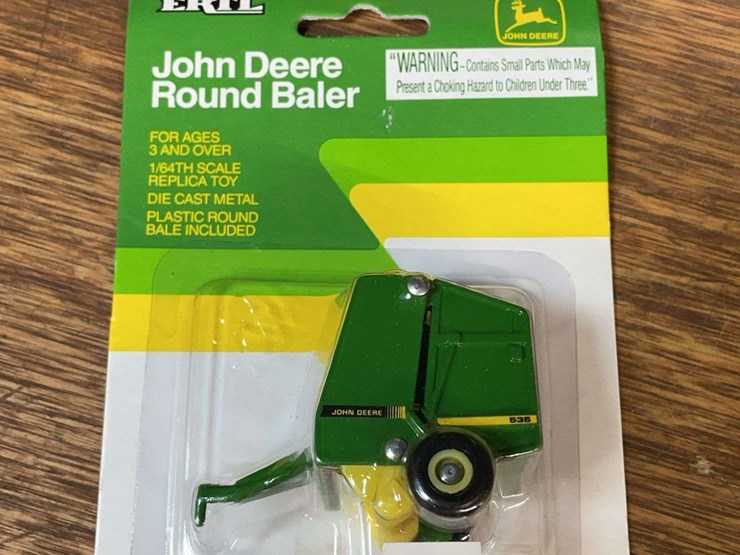 ERTL
JOHN DEERE
John Deere
Round Baler
"WARNING-Contains Small Parts Which May
Present a Choking Hazard to Children Under Three."
FOR AGES
3 AND OVER
1/64TH SCALE
REPLICA TOY
DIE CAST METAL
PLASTIC ROUND
BALE INCLUDED
JOHN DEERE
535